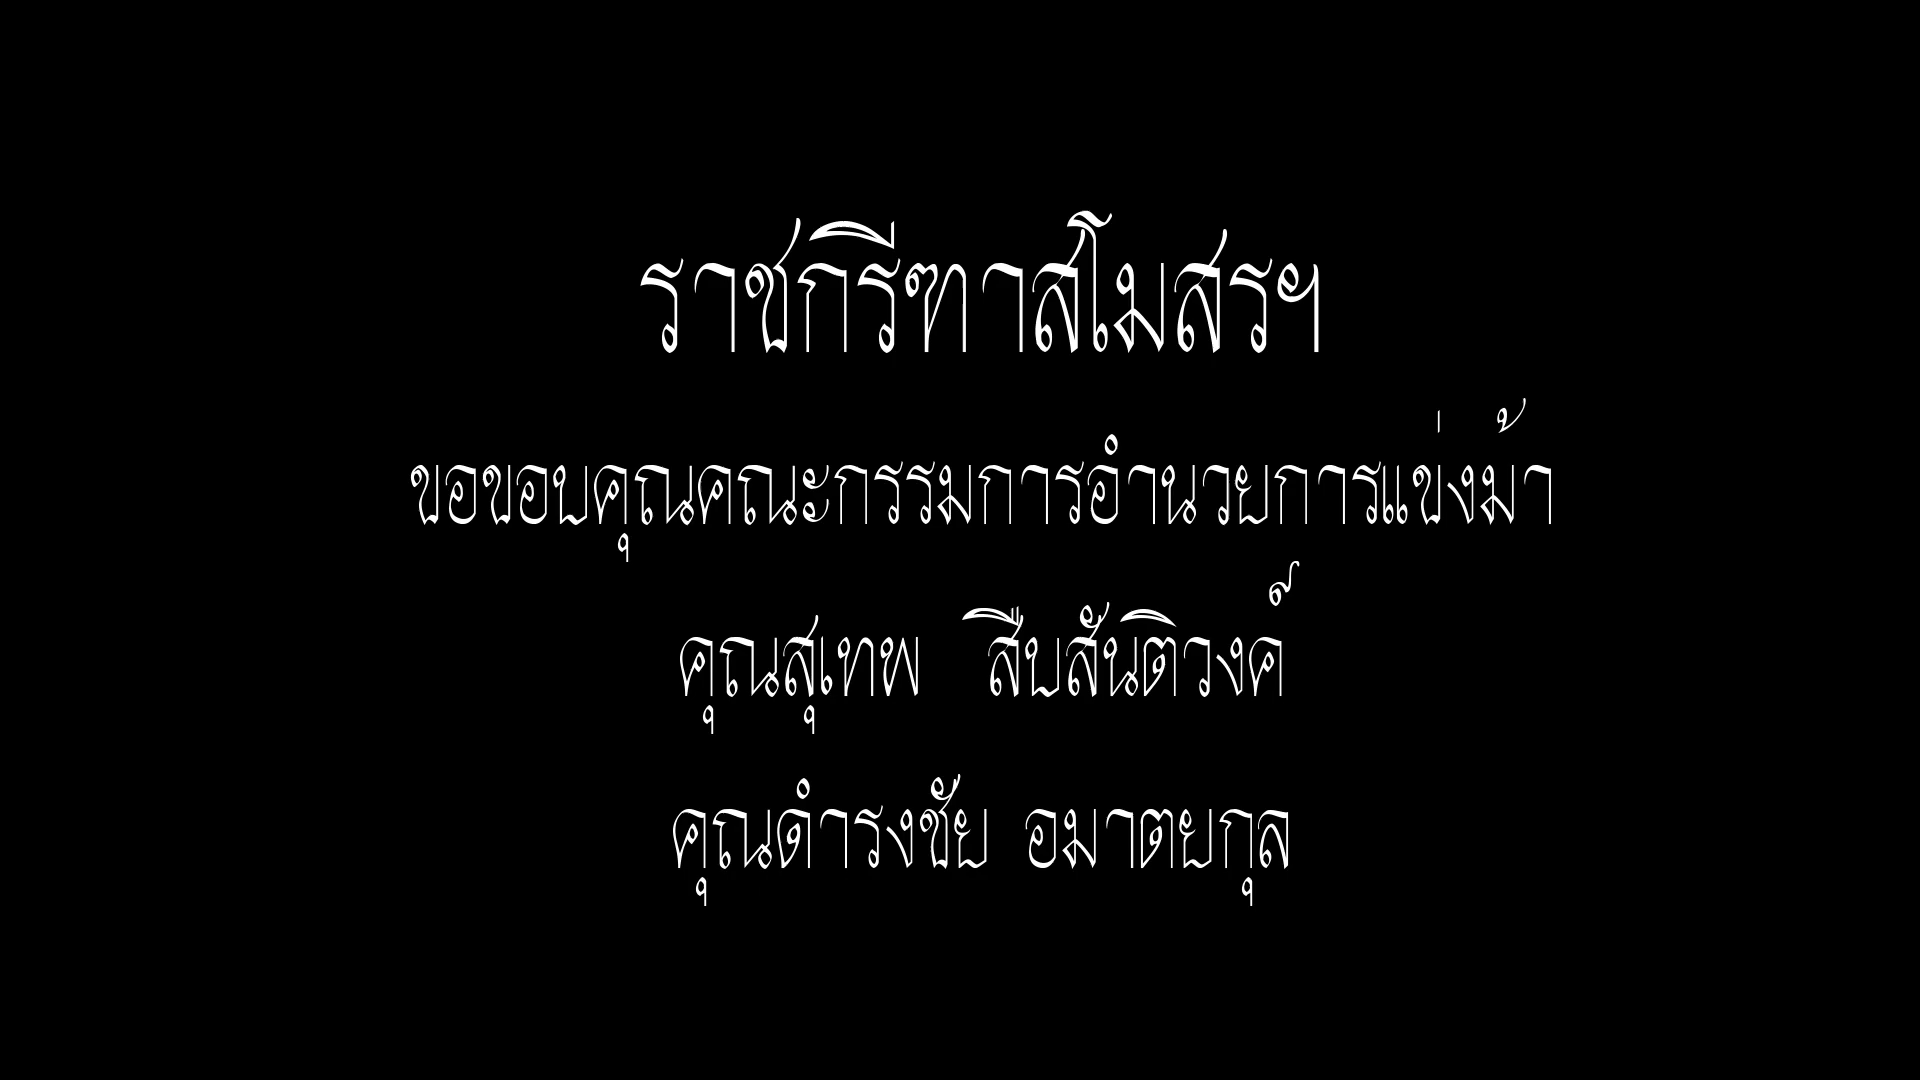 ราชกรีฑาสโมสรฯ
ขอขอบคุณคณะกรรมการอำนวยการแข่งม้า
คุณสุเทพ สืบสันติวงศ์
คุณดำรงชัย อมาตยกุล